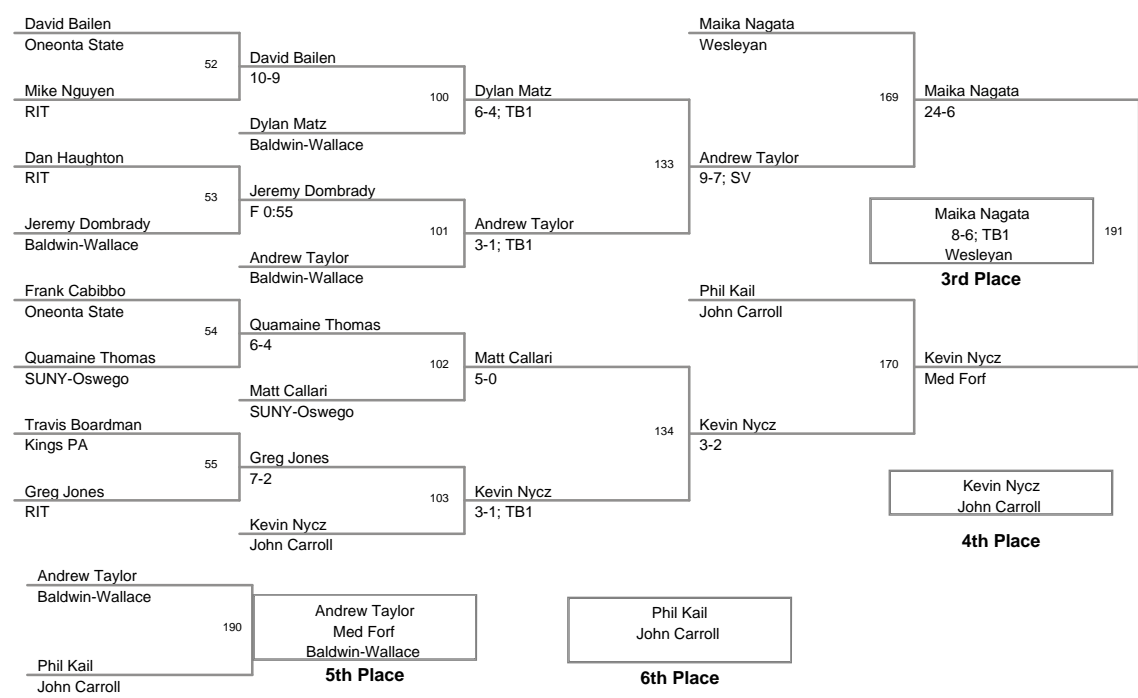 David Bailen
Oneonta State
52
Mike Nguyen
RIT
Dan Haughton
RIT
53
Jeremy Dombrady
Baldwin-Wallace
Frank Cabibbo
Oneonta State
54
Quamaine Thomas
SUNY-Oswego
Travis Boardman
Kings PA
55
Greg Jones
RIT
David Bailen
10-9
100
Dylan Matz
Baldwin-Wallace
Jeremy Dombrady
F 0:55
101
Andrew Taylor
Baldwin-Wallace
Quamaine Thomas
6-4
102
Matt Callari
SUNY-Oswego
Greg Jones
7-2
103
Kevin Nycz
John Carroll
Dylan Matz
6-4; TB1
133
Andrew Taylor
3-1; TB1
Matt Callari
5-0
134
Kevin Nycz
3-1; TB1
Maika Nagata
Wesleyan
169
Andrew Taylor
9-7; SV
Phil Kail
John Carroll
170
Kevin Nycz
3-2
Maika Nagata
24-6
Maika Nagata
8-6; TB1
Wesleyan
191
3rd Place
Kevin Nycz
Med Forf
Kevin Nycz
John Carroll
4th Place
Andrew Taylor
Baldwin-Wallace
190
Phil Kail
John Carroll
Andrew Taylor
Med Forf
Baldwin-Wallace
5th Place
Phil Kail
John Carroll
6th Place